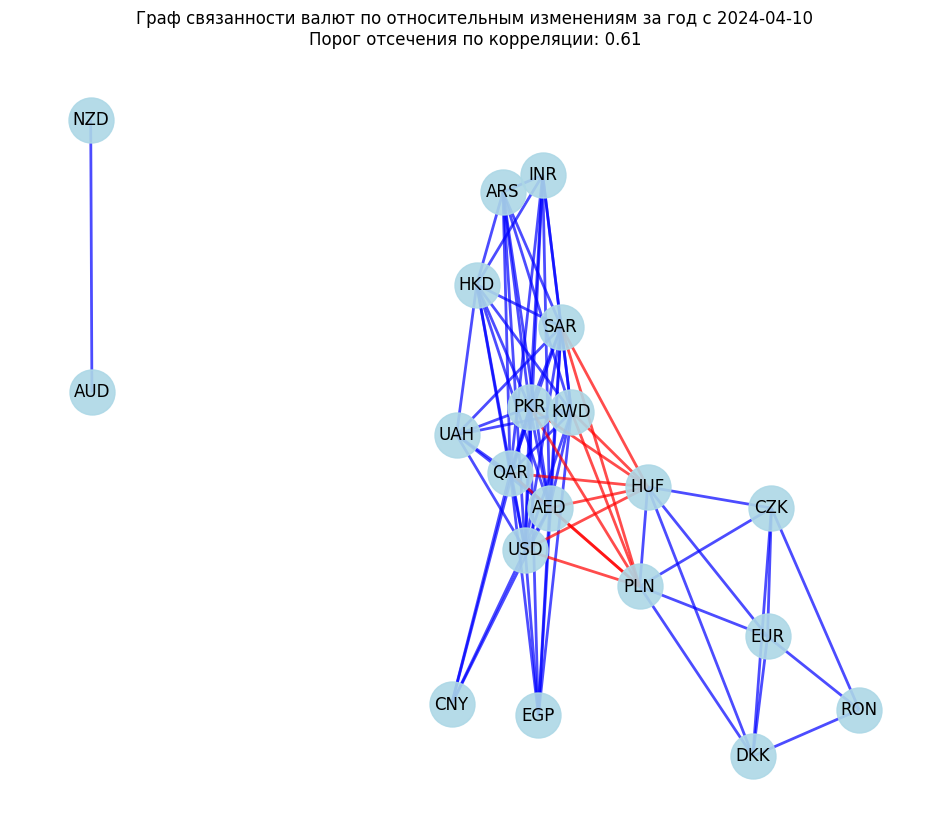 Граф связанности валют по относительным изменениям за год с 2024-04-10
Порог отсечения по корреляции: 0.61
NZD
INR
ARS
HKD
SAR
AUD
PKR
KWD
UAH
QAR
HUF
AED
CZK
USD
PLN
EUR
CNY
EGP
RON
DKK